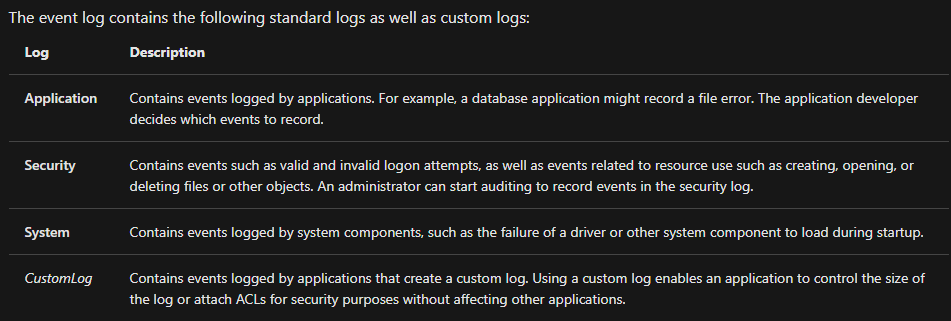 The event log contains the following standard logs as well as custom logs:
Log Description
Application Contains events logged by applications. For example, a database application might record a file error. The application developer
decides which events to record.
Security Contains events such as valid and invalid logon attempts, as well as events related to resource use such as creating, opening, or
deleting files or other objects. An administrator can start auditing to record events in the security log.
System Contains events logged by system components, such as the failure of a driver or other system component to load during startup.
CustomLog Contains events logged by applications that create a custom log. Using a custom log enables an application to control the size of
the log or attach ACLs for security purposes without affecting other applications.